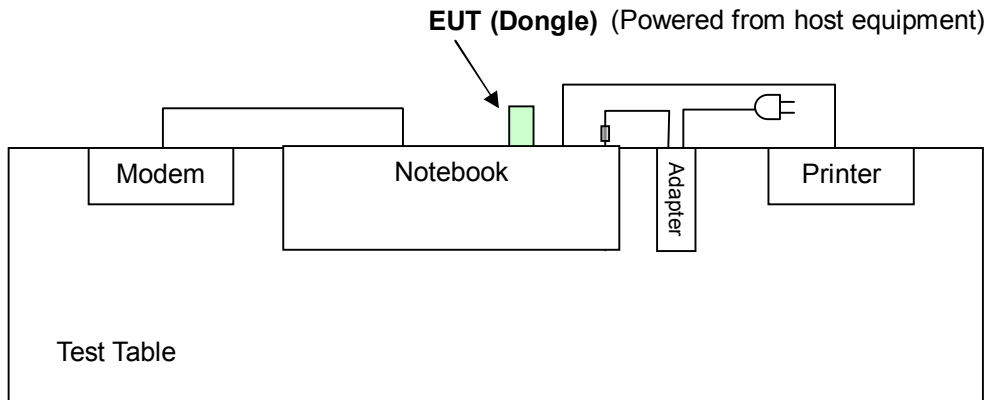 EUT (Dongle) (Powered from host equipment)
Modem
Notebook
Adapter
Printer
Test Table